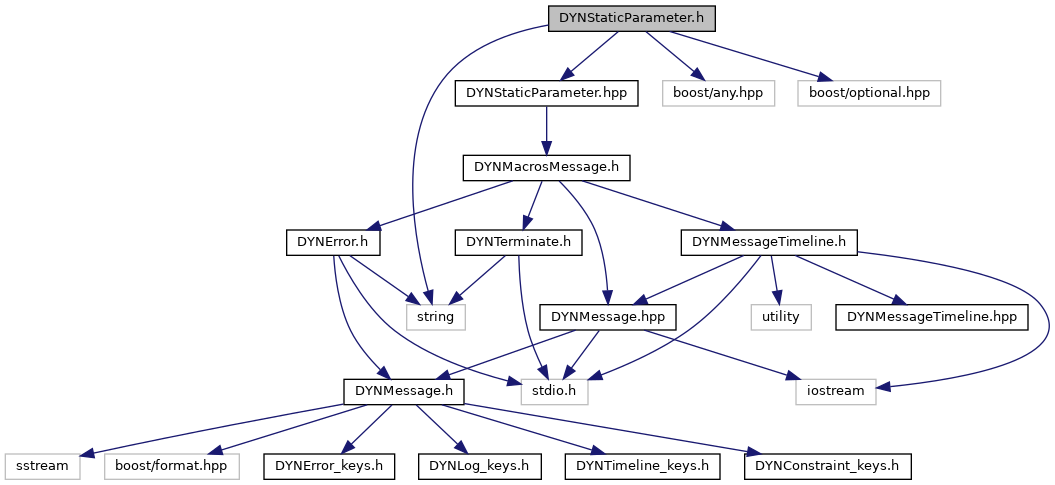 DYNStaticParameter.h
DYNStaticParameter.hpp
boost/any.hpp
boost/optional.hpp
DYNMacrosMessage.h
DYNError.h
DYNTerminate.h
DYNMessageTimeline.h
string
DYNMessage.hpp
utility
DYNMessageTimeline.hpp
DYNMessage.h
stdio.h
iostream
sstream
boost/format.hpp
DYNError_keys.h
DYNLog_keys.h
DYNTimeline_keys.h
DYNConstraint_keys.h